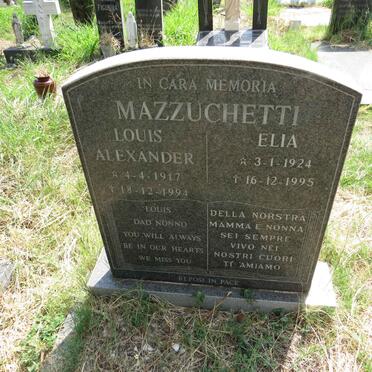 IN CARA MEMORIA
MAZZUCHETTI
LOUIS
ALEXANDER
✩ 4-4-1917
✝ 18-12-1994
ELIA
✩ 3-1-1924
✝ 16-12-1995
LOUIS
DAD NONNO
YOU WILL ALWAYS
BE IN OUR HEARTS
WE MISS YOU
DELLA NORSTRA
MAMMA E NONNA
SEI SEMPRE
VIVO NEI
NOSTRI CUORI
TI AMIAMO
REPOSI IN PACE